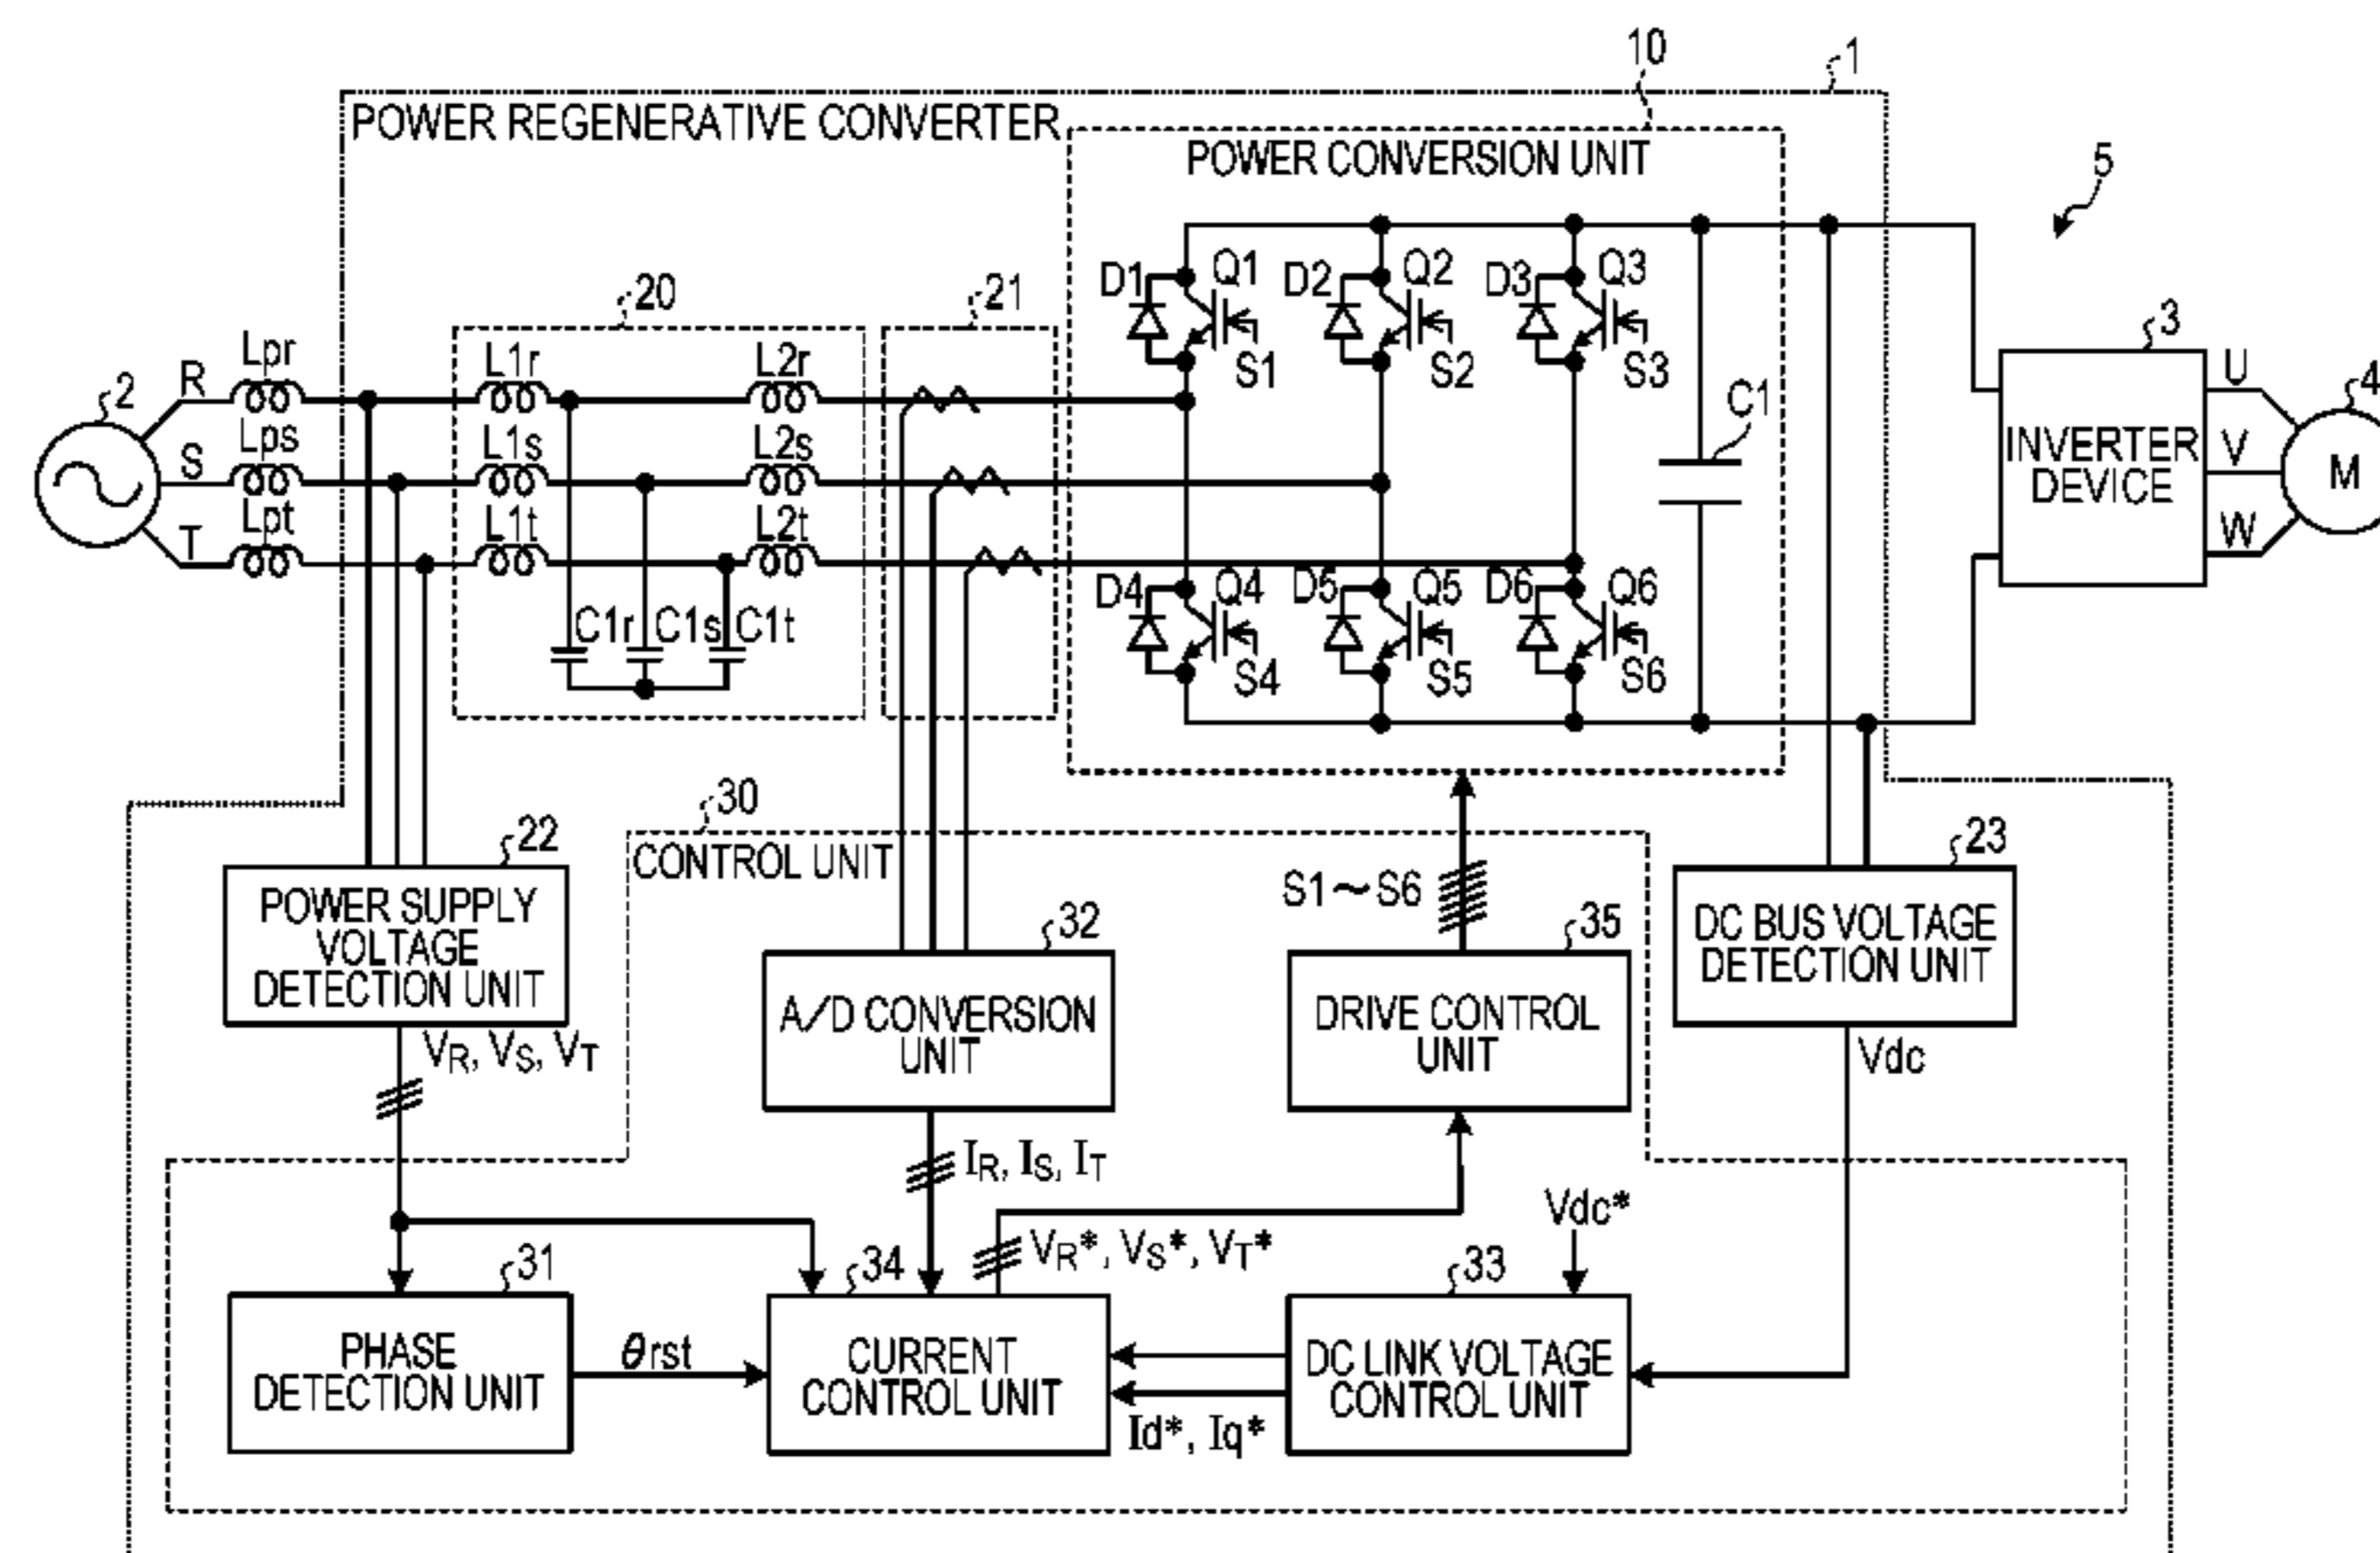 10
1
POWER REGENERATIVE CONVERTER
POWER CONVERSION UNIT
5
D1 Q1 D2 Q2 D3 Q3
20 21
3
2 R Lpr L1r L2r S1 S2 S3 U 4
C1
S Lps L1s L2s INVERTER V M
DEVICE
T Lpt L1t L2t W
D4 Q4 D5 Q5 D6 Q6
C1r C1s C1t
S4 S5 S6
30
22 CONTROL UNIT 23
POWER SUPPLY
VOLTAGE
DETECTION UNIT
S1~S6
32 35
DC BUS VOLTAGE
DETECTION UNIT
A/D CONVERSION
UNIT
DRIVE CONTROL
UNIT
VR, VS, VT
Vdc
IR, IS, IT
Vdc*
VR*, VS*, VT*
31 34 33
PHASE
DETECTION UNIT
θrst
CURRENT
CONTROL UNIT
DC LINK VOLTAGE
CONTROL UNIT
Id*, Iq*